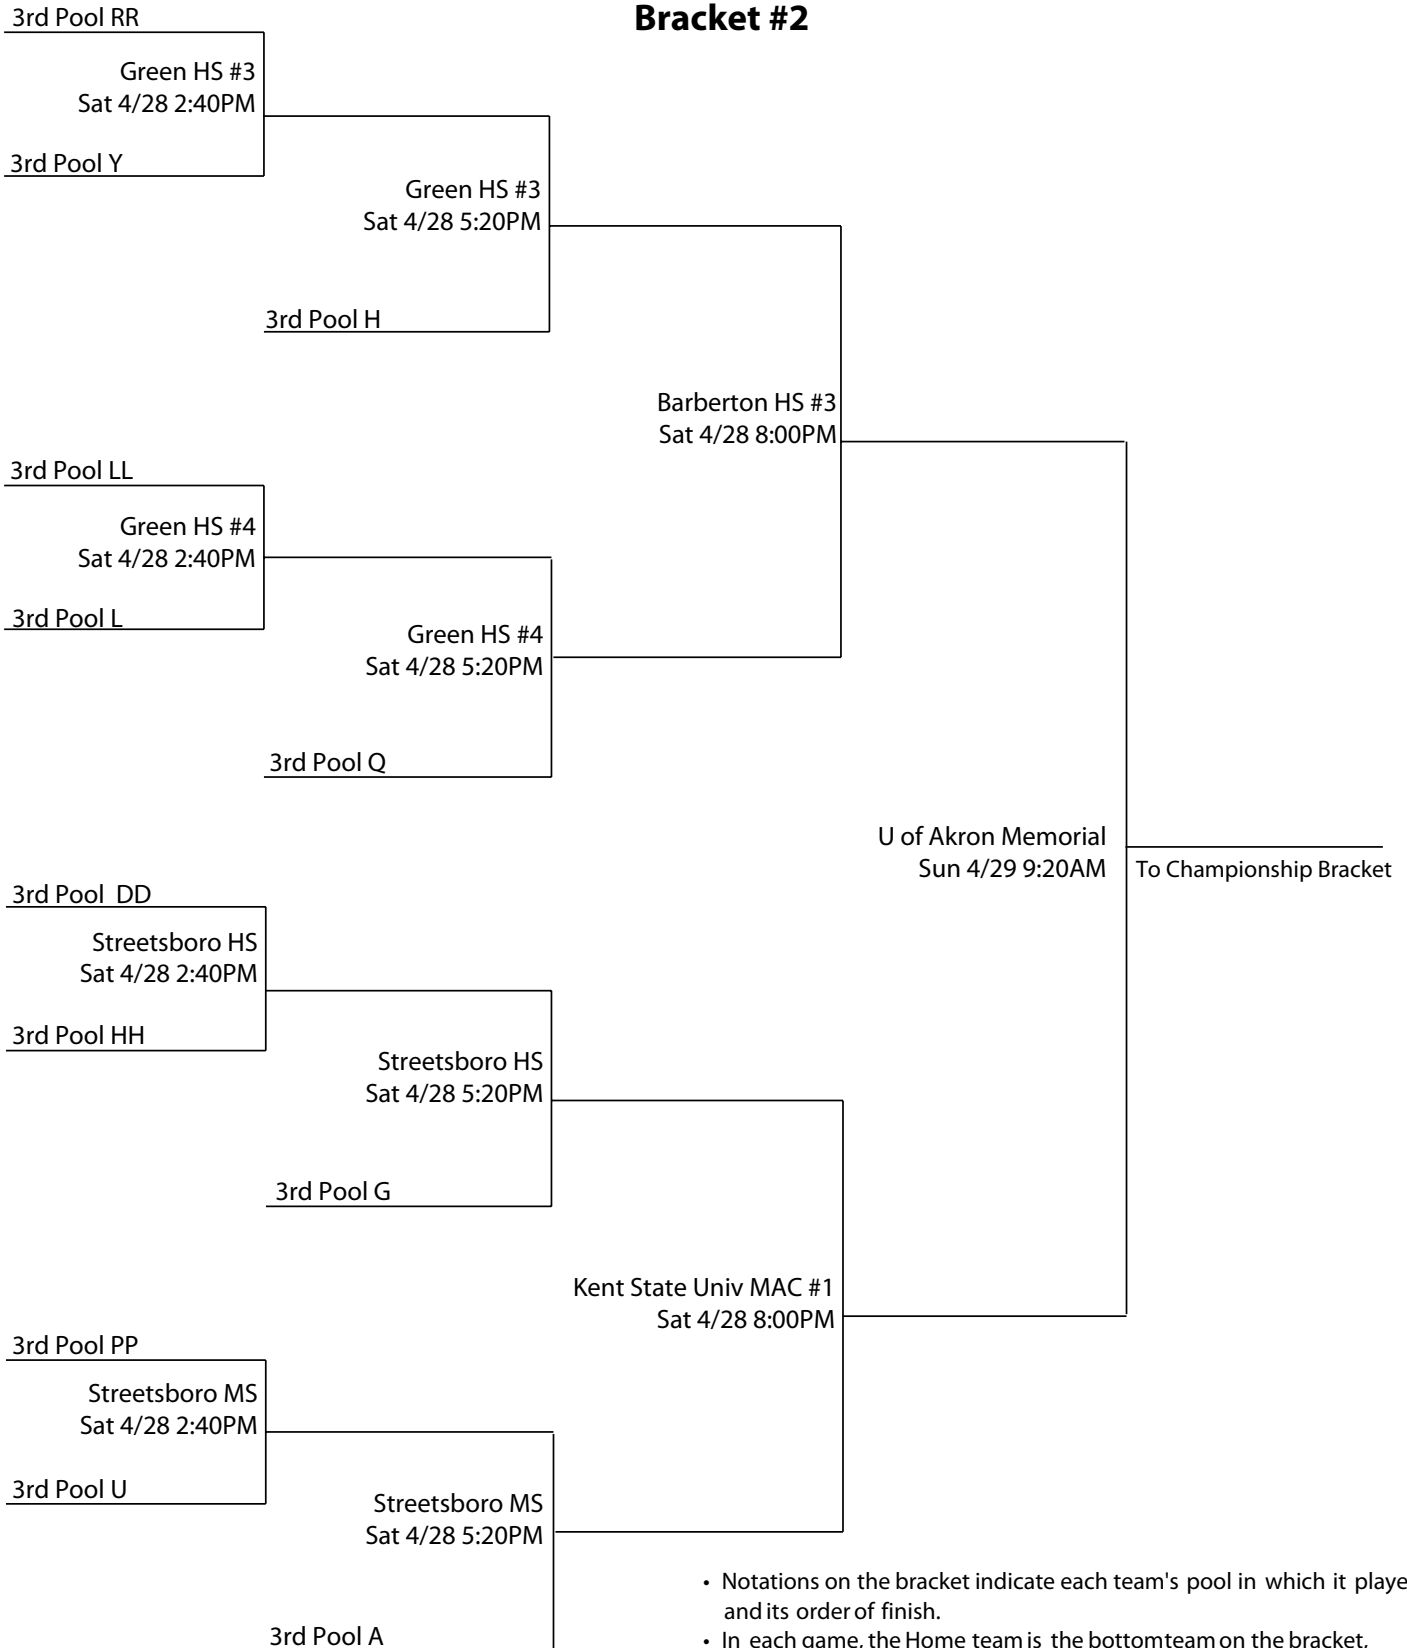 Bracket #2
3rd Pool RR
Green HS #3
Sat 4/28 2:40PM
3rd Pool Y
Green HS #3
Sat 4/28 5:20PM
3rd Pool H
Barberton HS #3
Sat 4/28 8:00PM
3rd Pool LL
Green HS #4
Sat 4/28 2:40PM
3rd Pool L
Green HS #4
Sat 4/28 5:20PM
3rd Pool Q
U of Akron Memorial
Sun 4/29 9:20AM
To Championship Bracket
3rd Pool DD
Streetsboro HS
Sat 4/28 2:40PM
3rd Pool HH
Streetsboro HS
Sat 4/28 5:20PM
3rd Pool G
Kent State Univ MAC #1
Sat 4/28 8:00PM
3rd Pool PP
Streetsboro MS
Sat 4/28 2:40PM
3rd Pool U
Streetsboro MS
Sat 4/28 5:20PM
3rd Pool A
• Notations on the bracket indicate each team's pool in which it playe
and its order of finish.
• In each game, the Home team is the bottom team on the bracket,